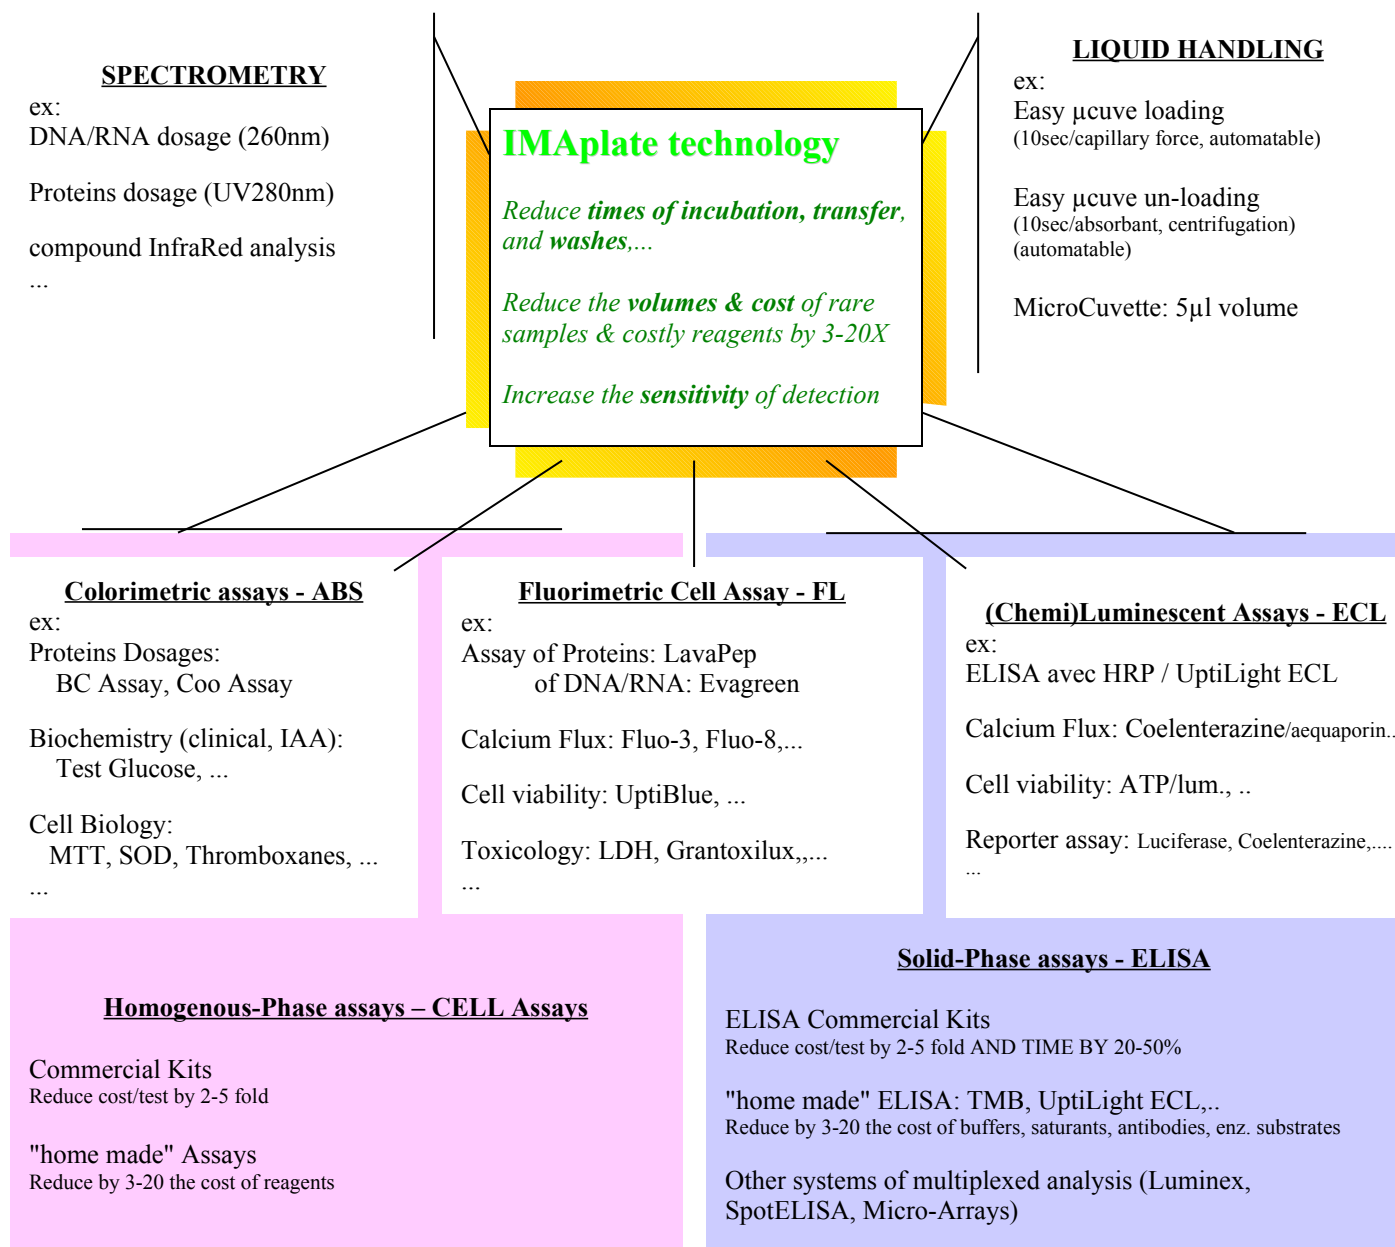 SPECTROMETRY
ex:
DNA/RNA dosage (260nm)
Proteins dosage (UV280nm)
compound InfraRed analysis
...
IMAplate technology
Reduce times of incubation, transfer,
and washes,...
Reduce the volumes & cost of rare
samples & costly reagents by 3-20X
Increase the sensitivity of detection
LIQUID HANDLING
ex:
Easy µcuve loading
(10sec/capillary force, automatable)
Easy µcuve un-loading
(10sec/absorbant, centrifugation)
(automatable)
MicroCuvette: 5µl volume
Colorimetric assays - ABS
ex:
Proteins Dosages:
BC Assay, Coo Assay
Biochemistry (clinical, IAA):
Test Glucose, ...
Cell Biology:
MTT, SOD, Thromboxanes, ...
...
Fluorimetric Cell Assay - FL
ex:
Assay of Proteins: LavaPep
of DNA/RNA: Evagreen
Calcium Flux: Fluo-3, Fluo-8,...
Cell viability: UptiBlue, ...
Toxicology: LDH, Grantoxilux,,...
...
(Chemi)Luminescent Assays - ECL
ex:
ELISA avec HRP / UptiLight ECL
Calcium Flux: Coelenterazine/aequaporin..
Cell viability: ATP/lum., ..
Reporter assay: Luciferase, Coelenterazine,....
...
Homogenous-Phase assays – CELL Assays
Commercial Kits
Reduce cost/test by 2-5 fold
"home made" Assays
Reduce by 3-20 the cost of reagents
Solid-Phase assays - ELISA
ELISA Commercial Kits
Reduce cost/test by 2-5 fold AND TIME BY 20-50%
"home made" ELISA: TMB, UptiLight ECL,..
Reduce by 3-20 the cost of buffers, saturants, antibodies, enz. substrates
Other systems of multiplexed analysis (Luminex,
SpotELISA, Micro-Arrays)